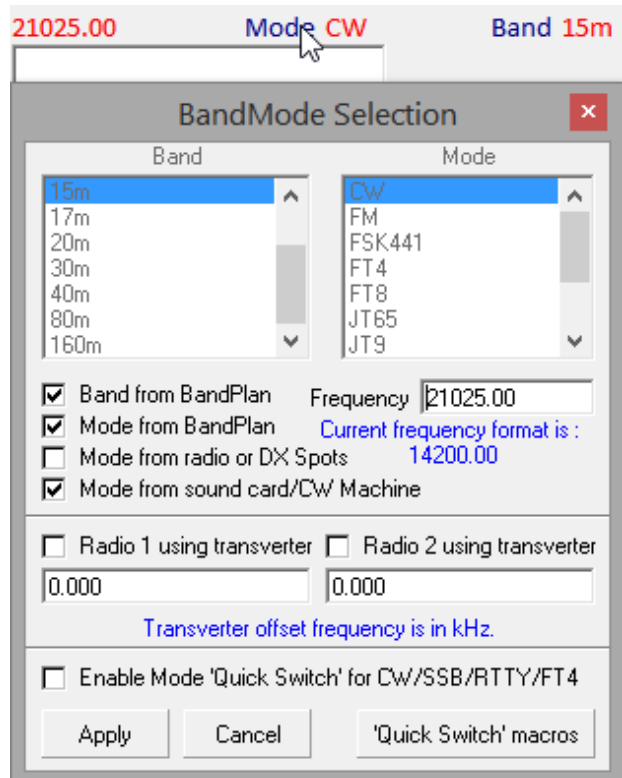 21025.00 Mode CW Band 15m
BandMode Selection
Band Mode
15m CW
17m FM
20m FSK441
30m FT4
40m FT8
80m JT65
160m JT9
Band from BandPlan Frequency 21025.00
Mode from BandPlan Current frequency format is :
Mode from radio or DX Spots 14200.00
Mode from sound card/CW Machine
Radio 1 using transverter Radio 2 using transverter
0.000 0.000
Transverter offset frequency is in kHz.
Enable Mode 'Quick Switch' for CW/SSB/RTTY/FT4
Apply Cancel 'Quick Switch' macros